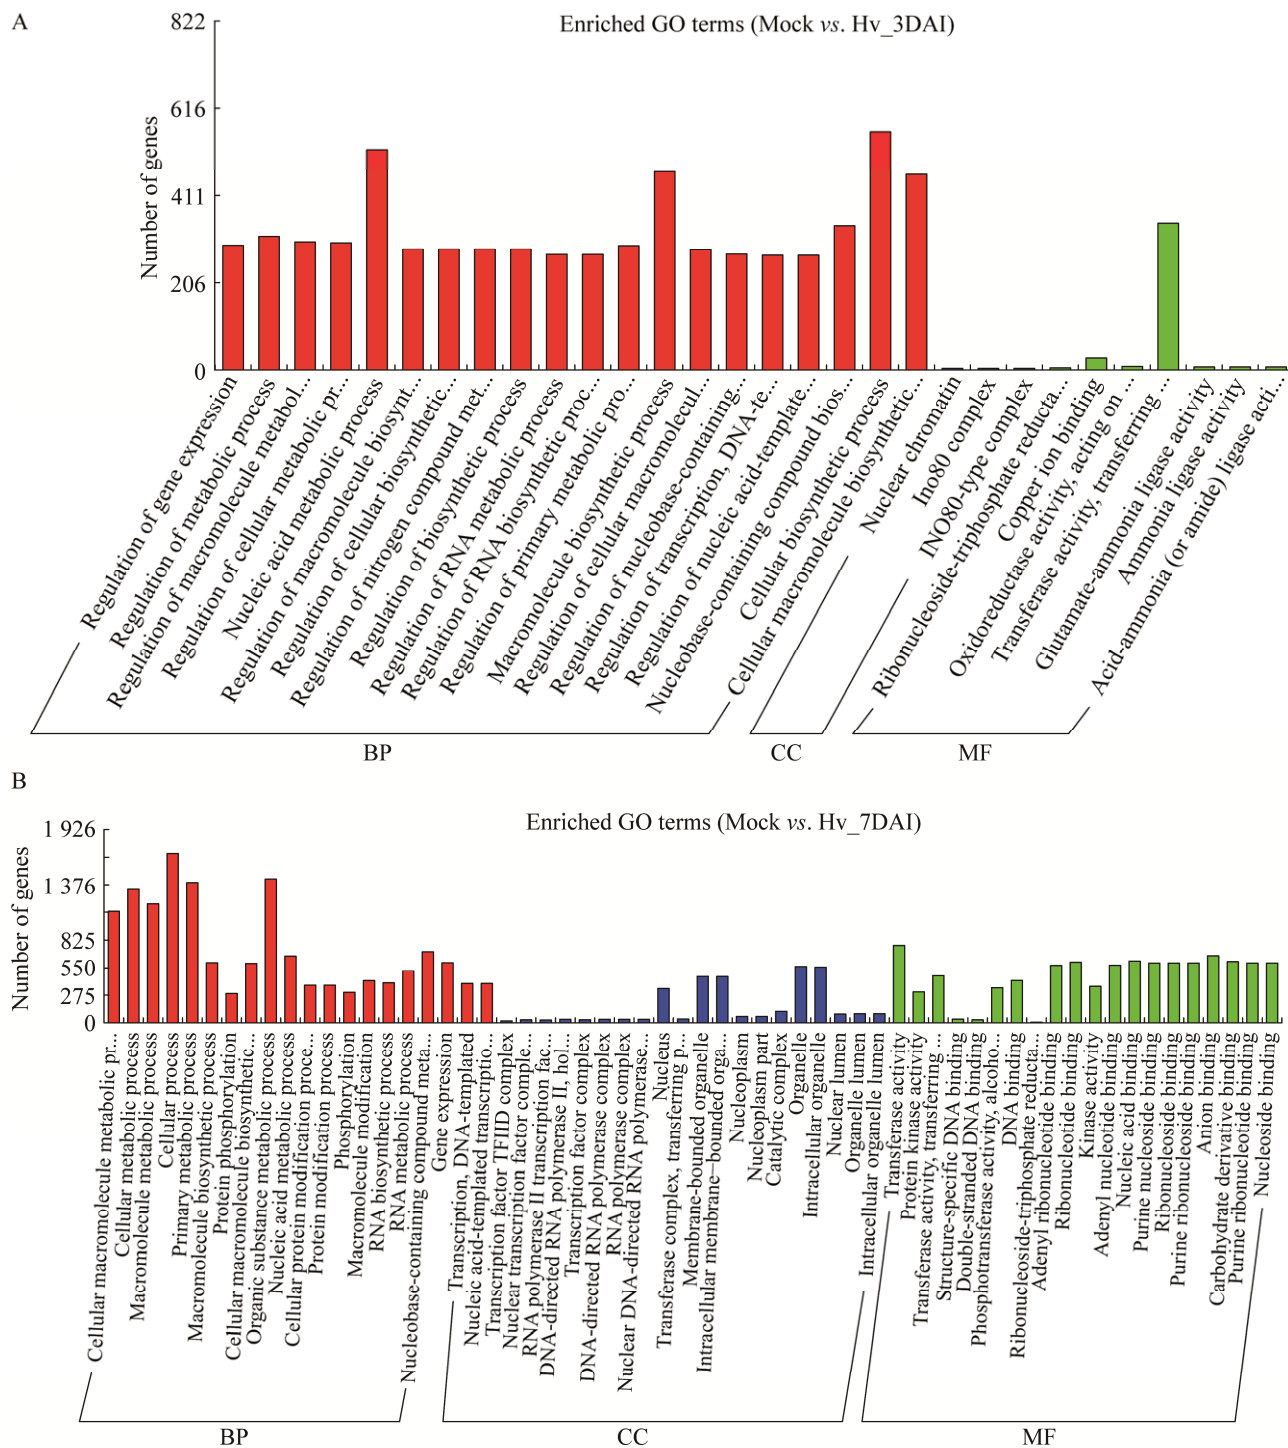 A
Enriched GO terms (Mock vs. Hv_3DAI)
Number of genes
822
616
411
206
0
Regulation of gene expression
Regulation of metabolic process
Regulation of macromolecule metabol...
Regulation of cellular metabolic pr...
Nucleic acid metabolic process
Regulation of macromolecule biosynt...
Regulation of cellular biosynthetic...
Regulation of nitrogen compound met...
Regulation of biosynthetic process
Regulation of RNA metabolic process
Regulation of RNA biosynthetic proc...
Regulation of primary metabolic pro...
Macromolecule biosynthetic process
Regulation of cellular macromolecul...
Regulation of nucleobase-containing...
Regulation of transcription, DNA-te...
Regulation of nucleic acid-template...
Nucleobase-containing compound bios...
Cellular biosynthetic process
Cellular macromolecule biosynthetic...
Nuclear chromatin
Ino80 complex
INO80-type complex
Ribonucleoside-triphosphate reducta...
Copper ion binding
Oxidoreductase activity, acting on ...
Transferase activity, transferring ...
Glutamate-ammonia ligase activity
Ammonia ligase activity
Acid-ammonia (or amide) ligase acti...
BP
CC
MF
B
Enriched GO terms (Mock vs. Hv_7DAI)
Number of genes
1 926
1 376
825
550
275
0
Cellular macromolecule metabolic pr...
Cellular metabolic process
Macromolecule metabolic process
Cellular process
Primary metabolic process
Macromolecule biosynthetic process
Protein phosphorylation
Cellular macromolecule biosynthetic...
Organic substance metabolic process
Nucleic acid metabolic process
Cellular protein modification proce...
Protein modification process
Phosphorylation
Macromolecule modification
RNA biosynthetic process
RNA metabolic process
Nucleobase-containing compound meta...
Gene expression
Transcription, DNA-templated
Nucleic acid-templated transcriptio...
Transcription factor TFIID complex
Nuclear transcription factor comple...
RNA polymerase II transcription fac...
DNA-directed RNA polymerase II, hol...
Transcription factor complex
DNA-directed RNA polymerase complex
RNA polymerase complex
Nuclear DNA-directed RNA polymerase...
Nucleus
Transferase complex, transferring p...
Membrane-bounded organelle
Intracellular membrane-bounded orga...
Nucleoplasm
Nucleoplasm part
Catalytic complex
Organelle
Intracellular organelle
Nuclear lumen
Organelle lumen
Intracellular organelle lumen
Transferase activity
Protein kinase activity
Transferase activity, transferring ...
Structure-specific DNA binding
Double-stranded DNA binding
Phosphotransferase activity, alcoho...
DNA binding
Ribonucleoside-triphosphate reducta...
Adenyl ribonucleotide binding
Ribonucleotide binding
Kinase activity
Adenyl nucleotide binding
Nucleic acid binding
Purine nucleoside binding
Ribonucleoside binding
Purine ribonucleoside binding
Anion binding
Carbohydrate derivative binding
Purine ribonucleotide binding
Nucleoside binding
BP
CC
MF